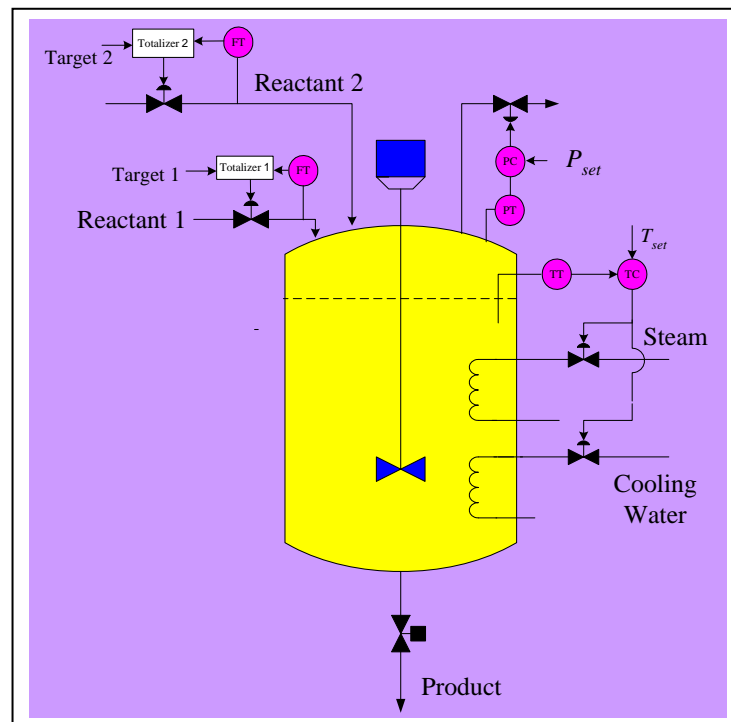 Totalizer 2
FT
Target 2
Reactant 2
Totalizer 1
FT
Target 1
Reactant 1
PC
P_set
PT
T_set
TT
TC
Steam
Cooling
Water
Product